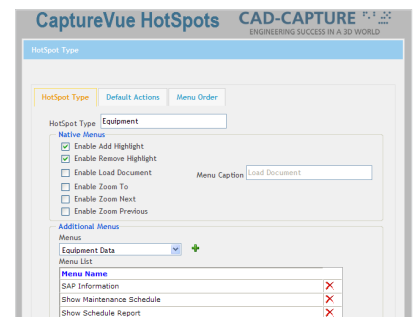 CaptureVue HotSpots CAD-CAPTURE
ENGINEERING SUCCESS IN A 3D WORLD
HotSpot Type
HotSpot Type Default Actions Menu Order
HotSpot Type Equipment
Native Menus
Enable Add Highlight
Enable Remove Highlight
Enable Load Document Menu Caption Load Document
Enable Zoom To
Enable Zoom Next
Enable Zoom Previous
Additional Menus
Menus
Equipment Data
Menu List
Menu Name
SAP Information
Show Maintenance Schedule
Show Schedule Report